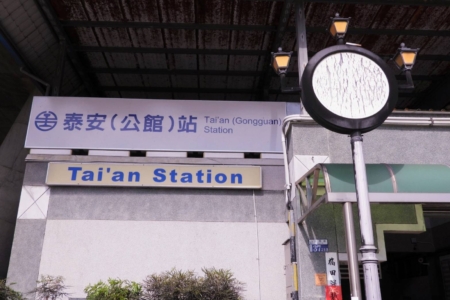 泰安(公館)站
Tai'an (Gongguan)
Station
Tai'an Station